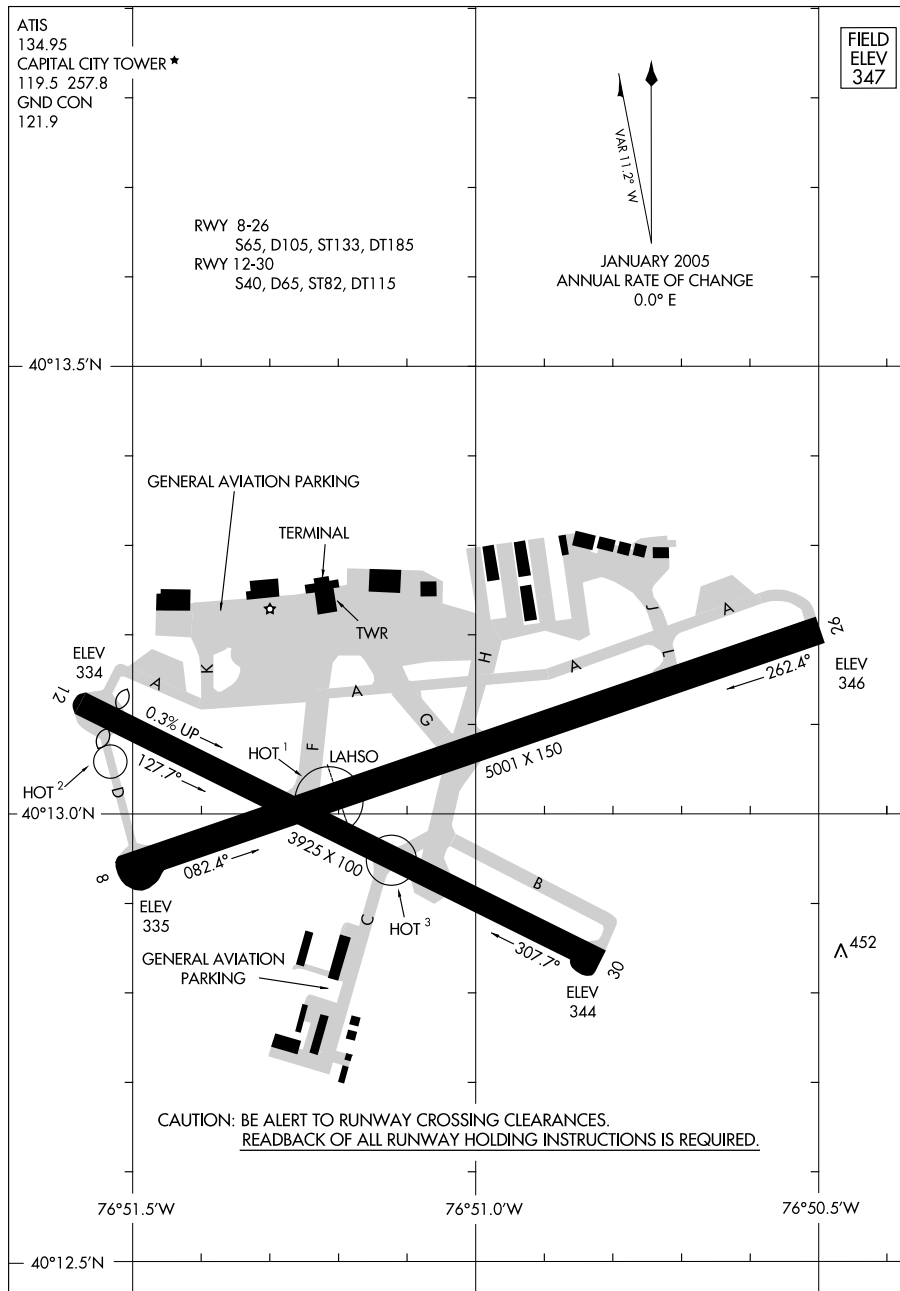 ATIS
134.95
CAPITAL CITY TOWER ★
119.5 257.8
GND CON
121.9
FIELD
ELEV
347
VAR 11.2° W
JANUARY 2005
ANNUAL RATE OF CHANGE
0.0° E
RWY 8-26
S65, D105, ST133, DT185
RWY 12-30
S40, D65, ST82, DT115
40°13.5'N
GENERAL AVIATION PARKING
TERMINAL
TWR
ELEV
334
12
A
K
A
F
G
H
A
J
L
A
26
ELEV
346
262.4°
0.3% UP
127.7°
HOT 1
LAHSO
5001 X 150
HOT 2
D
40°13.0'N
8
082.4°
3925 X 100
ELEV
335
C
HOT 3
B
307.7°
30
ELEV
344
452
GENERAL AVIATION
PARKING
CAUTION: BE ALERT TO RUNWAY CROSSING CLEARANCES.
READBACK OF ALL RUNWAY HOLDING INSTRUCTIONS IS REQUIRED.
76°51.5'W
76°51.0'W
76°50.5'W
40°12.5'N